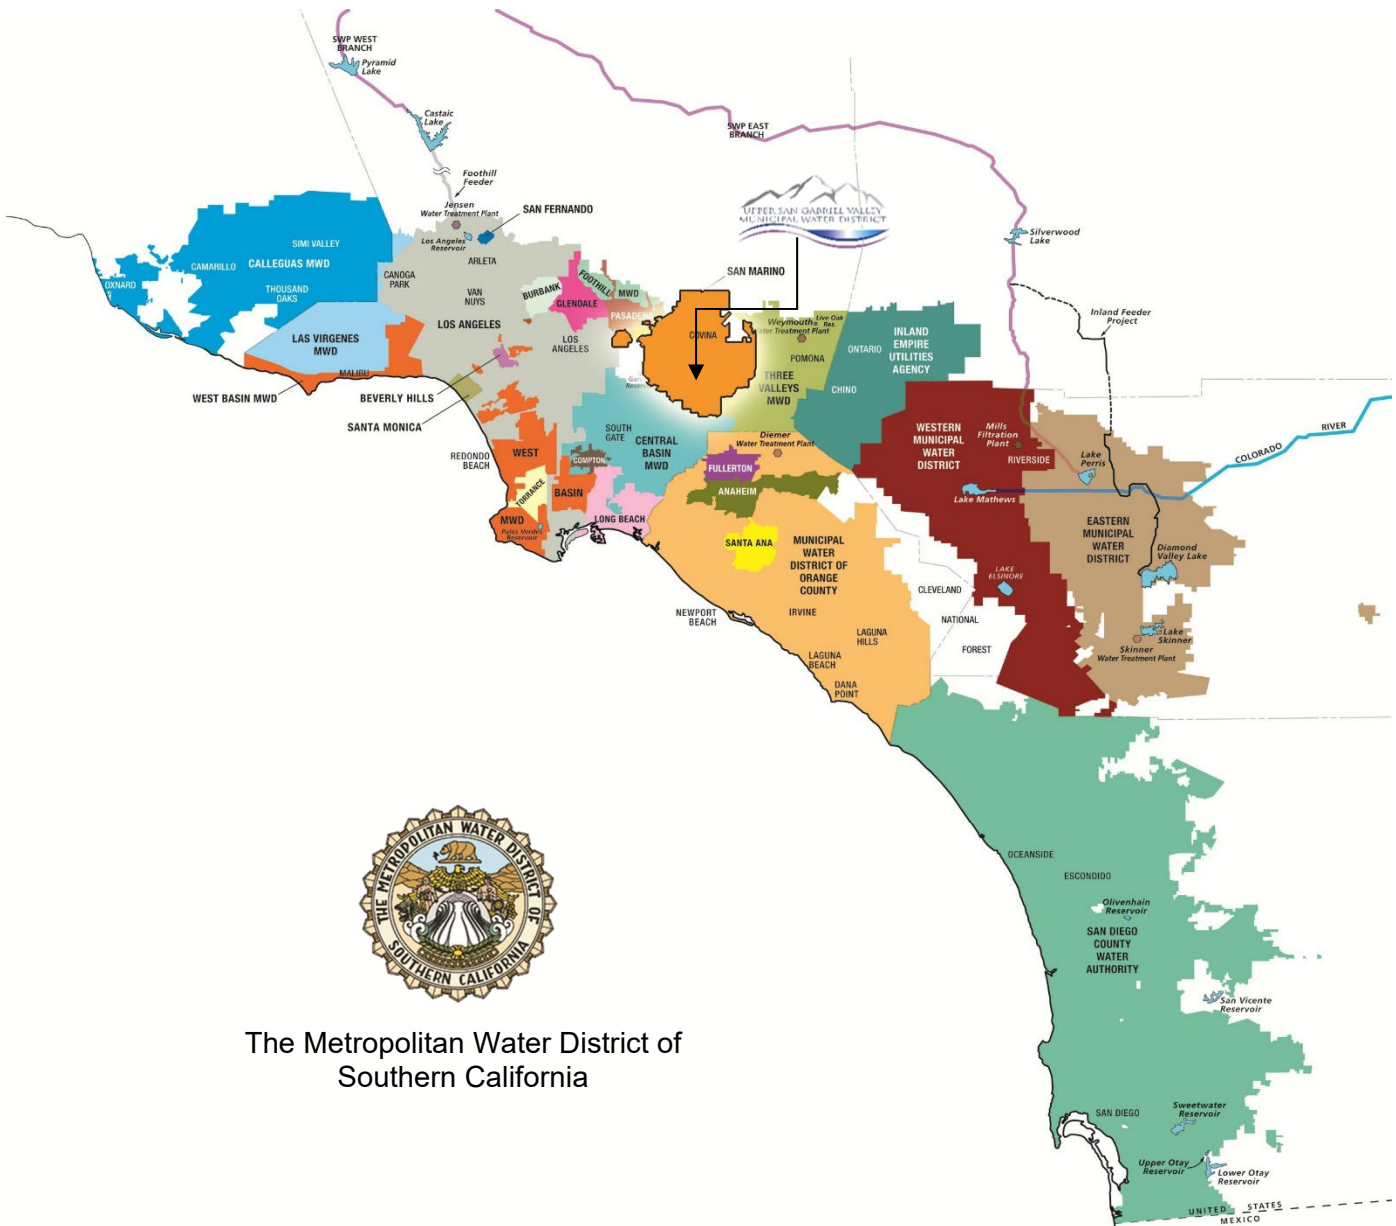 SWP WEST
BRANCH
Pyramid
Lake
Castaic
Lake
SWP EAST
BRANCH
Foothill
Feeder
Jensen
Water Treatment Plant
SAN FERNANDO
Los Angeles
Reservoir
ARLETA
UPPER SAN GABRIEL VALLEY
MUNICIPAL WATER DISTRICT
Silverwood
Lake
SIMI VALLEY
CAMARILLO
CALLEGUAS MWD
OXNARD
THOUSAND
OAKS
CANOGA
PARK
VAN
NUYS
BURBANK
GLENDALE
FOOTHILL
MWD
PASADENA
SAN MARINO
LOS ANGELES
LOS
ANGELES
COVINA
Weymouth
Water Treatment Plant
Live Oak
Res.
POMONA
THREE
VALLEYS
MWD
ONTARIO
CHINO
INLAND
EMPIRE
UTILITIES
AGENCY
Inland Feeder
Project
LAS VIRGENES
MWD
MALIBU
WEST BASIN MWD
BEVERLY HILLS
SANTA MONICA
REDONDO
BEACH
SOUTH
GATE
CENTRAL
BASIN
MWD
WEST
COMPTON
BASIN
TORRANCE
MWD
Palos Verdes
Reservoir
LONG BEACH
Diemer
Water Treatment Plant
FULLERTON
ANAHEIM
SANTA ANA
MUNICIPAL
WATER
DISTRICT OF
ORANGE
COUNTY
WESTERN
MUNICIPAL
WATER
DISTRICT
Mills
Filtration
Plant
RIVERSIDE
Lake
Perris
COLORADO
RIVER
Lake Mathews
EASTERN
MUNICIPAL
WATER
DISTRICT
Diamond
Valley Lake
LAKE
ELSINORE
CLEVELAND
NATIONAL
FOREST
Lake
Skinner
Skinner
Water Treatment Plant
NEWPORT
BEACH
IRVINE
LAGUNA
HILLS
LAGUNA
BEACH
DANA
POINT
OCEANSIDE
ESCONDIDO
Olivenhain
Reservoir
SAN DIEGO
COUNTY
WATER
AUTHORITY
San Vicente
Reservoir
THE METROPOLITAN WATER DISTRICT OF
SOUTHERN CALIFORNIA
The Metropolitan Water District of
Southern California
SAN DIEGO
Sweetwater
Reservoir
Upper Otay
Reservoir
Lower Otay
Reservoir
UNITED STATES
MEXICO